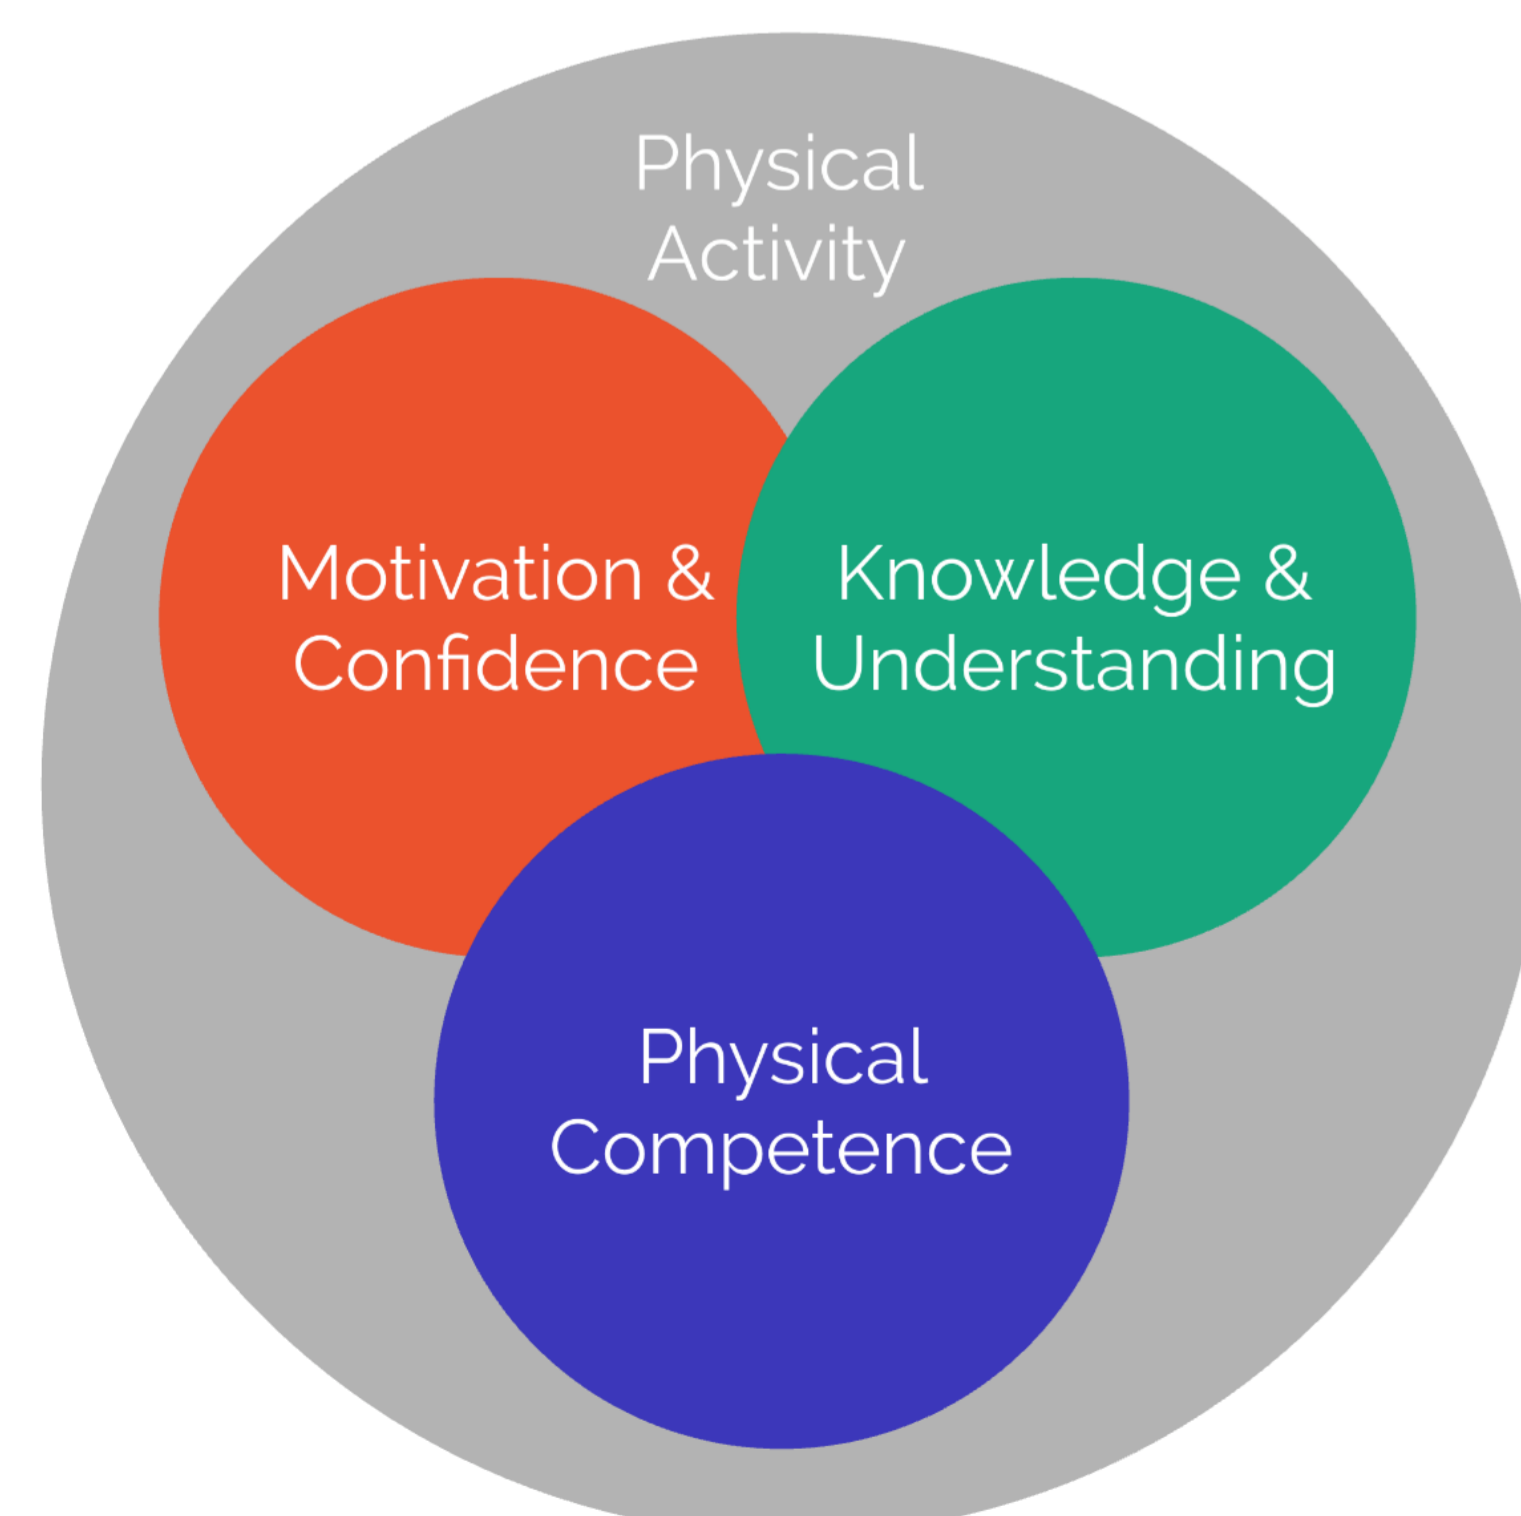 Physical
Activity
Motivation &
Confidence
Knowledge &
Understanding
Physical
Competence